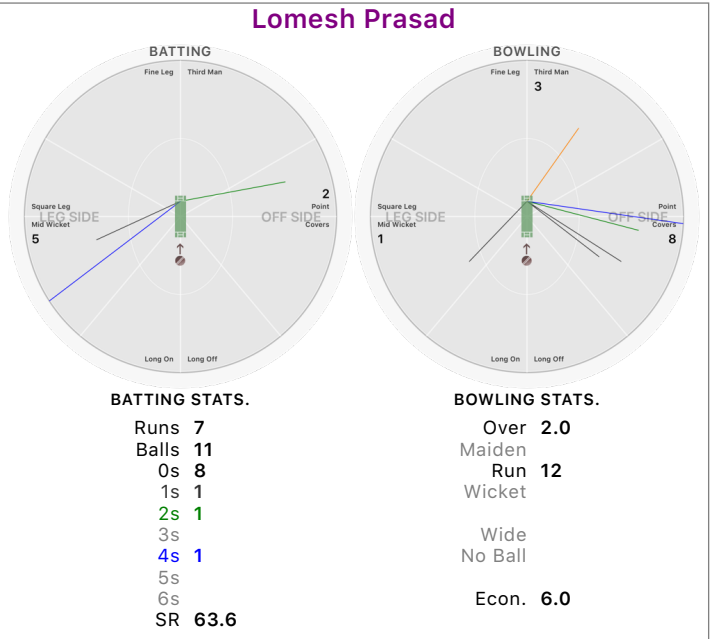 Lomesh Prasad
BATTING
Fine Leg Third Man
2
Square Leg Point
LEG SIDE OFF SIDE
Mid Wicket Covers
5
Long On Long Off
BOWLING
Fine Leg Third Man
3
Square Leg Point
LEG SIDE OFF SIDE
Mid Wicket Covers
1 8
Long On Long Off
BATTING STATS.
Runs 7
Balls 11
0s 8
1s 1
2s 1
3s
4s 1
5s
6s
SR 63.6
BOWLING STATS.
Over 2.0
Maiden
Run 12
Wicket
Wide
No Ball
Econ. 6.0